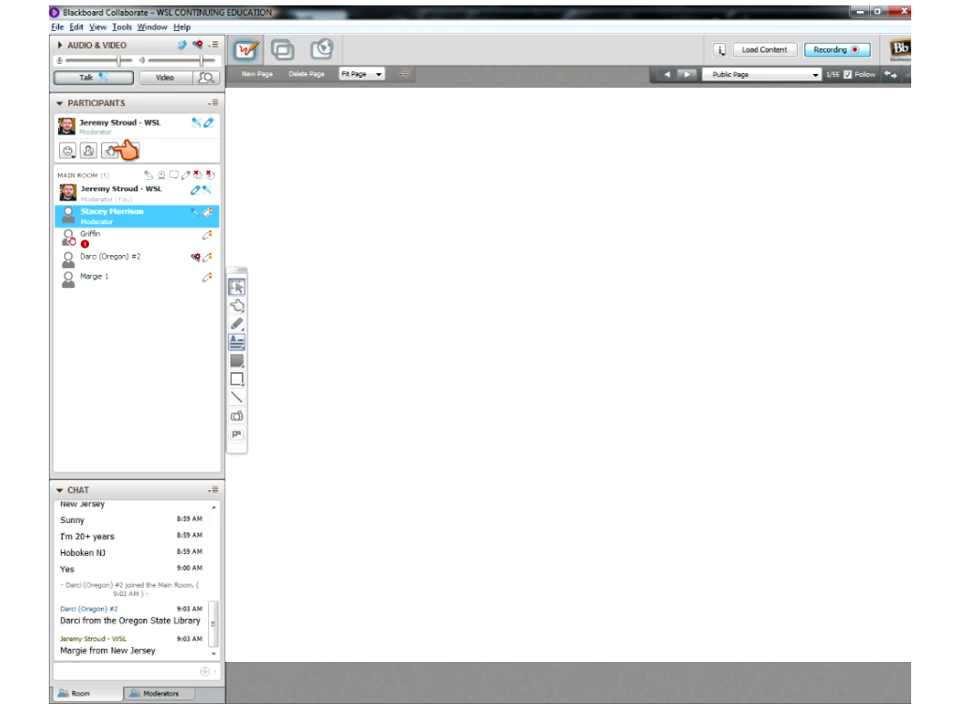 Blackboard Collaborate – WSL CONTINUING EDUCATION
File Edit View Tools Window Help
AUDIO & VIDEO
Talk Video
Load Content Recording Bb
New Page Delete Page Fit Page Public Page 1/55 Follow
PARTICIPANTS
Jeremy Stroud - WSL
Moderator
MAIN ROOM (5)
Jeremy Stroud - WSL
Moderator (You)
Stacey Morrison
Moderator
Griffin
1
Darci (Oregon) #2
Margie 1
CHAT
New Jersey
Sunny 8:59 AM
I'm 20+ years 8:59 AM
Hoboken NJ 8:59 AM
Yes 9:00 AM
- Darci (Oregon) #2 joined the Main Room. (
9:02 AM ) -
Darci (Oregon) #2 9:03 AM
Darci from the Oregon State Library
Jeremy Stroud - WSL 9:03 AM
Margie from New Jersey
Room Moderators